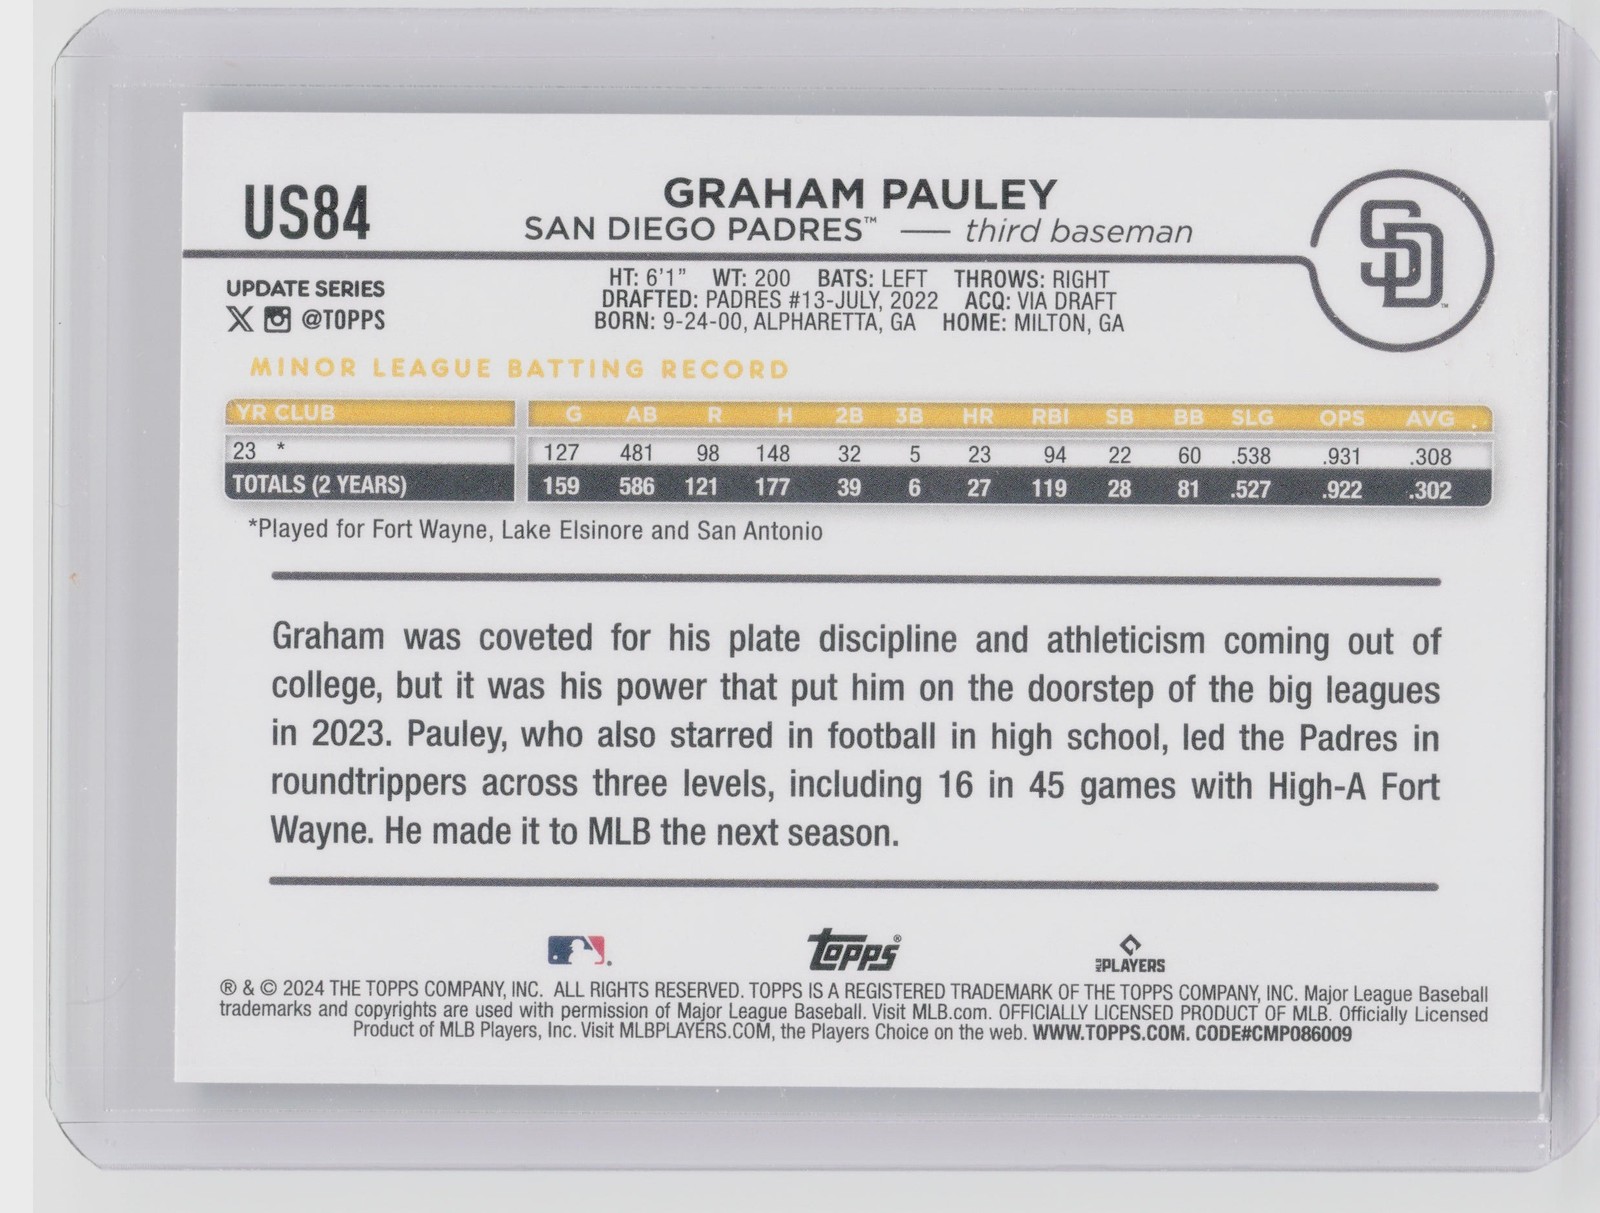 US84
GRAHAM PAULEY
SAN DIEGO PADRES™ — third baseman
SD™
UPDATE SERIES
X @TOPPS
HT: 6'1" WT: 200 BATS: LEFT THROWS: RIGHT
DRAFTED: PADRES #13-JULY, 2022 ACQ: VIA DRAFT
BORN: 9-24-00, ALPHARETTA, GA HOME: MILTON, GA
MINOR LEAGUE BATTING RECORD
YR CLUB G AB R H 2B 3B HR RBI SB BB SLG OPS AVG.
23 * 127 481 98 148 32 5 23 94 22 60 .538 .931 .308
TOTALS (2 YEARS) 159 586 121 177 39 6 27 119 28 81 .527 .922 .302
*Played for Fort Wayne, Lake Elsinore and San Antonio
Graham was coveted for his plate discipline and athleticism coming out of
college, but it was his power that put him on the doorstep of the big leagues
in 2023. Pauley, who also starred in football in high school, led the Padres in
roundtrippers across three levels, including 16 in 45 games with High-A Fort
Wayne. He made it to MLB the next season.
Topps® MLB PLAYERS
® & © 2024 THE TOPPS COMPANY, INC. ALL RIGHTS RESERVED. TOPPS IS A REGISTERED TRADEMARK OF THE TOPPS COMPANY, INC. Major League Baseball
trademarks and copyrights are used with permission of Major League Baseball. Visit MLB.com. OFFICIALLY LICENSED PRODUCT OF MLB. Officially Licensed
Product of MLB Players, Inc. Visit MLBPLAYERS.COM, the Players Choice on the web. WWW.TOPPS.COM. CODE#CMP086009